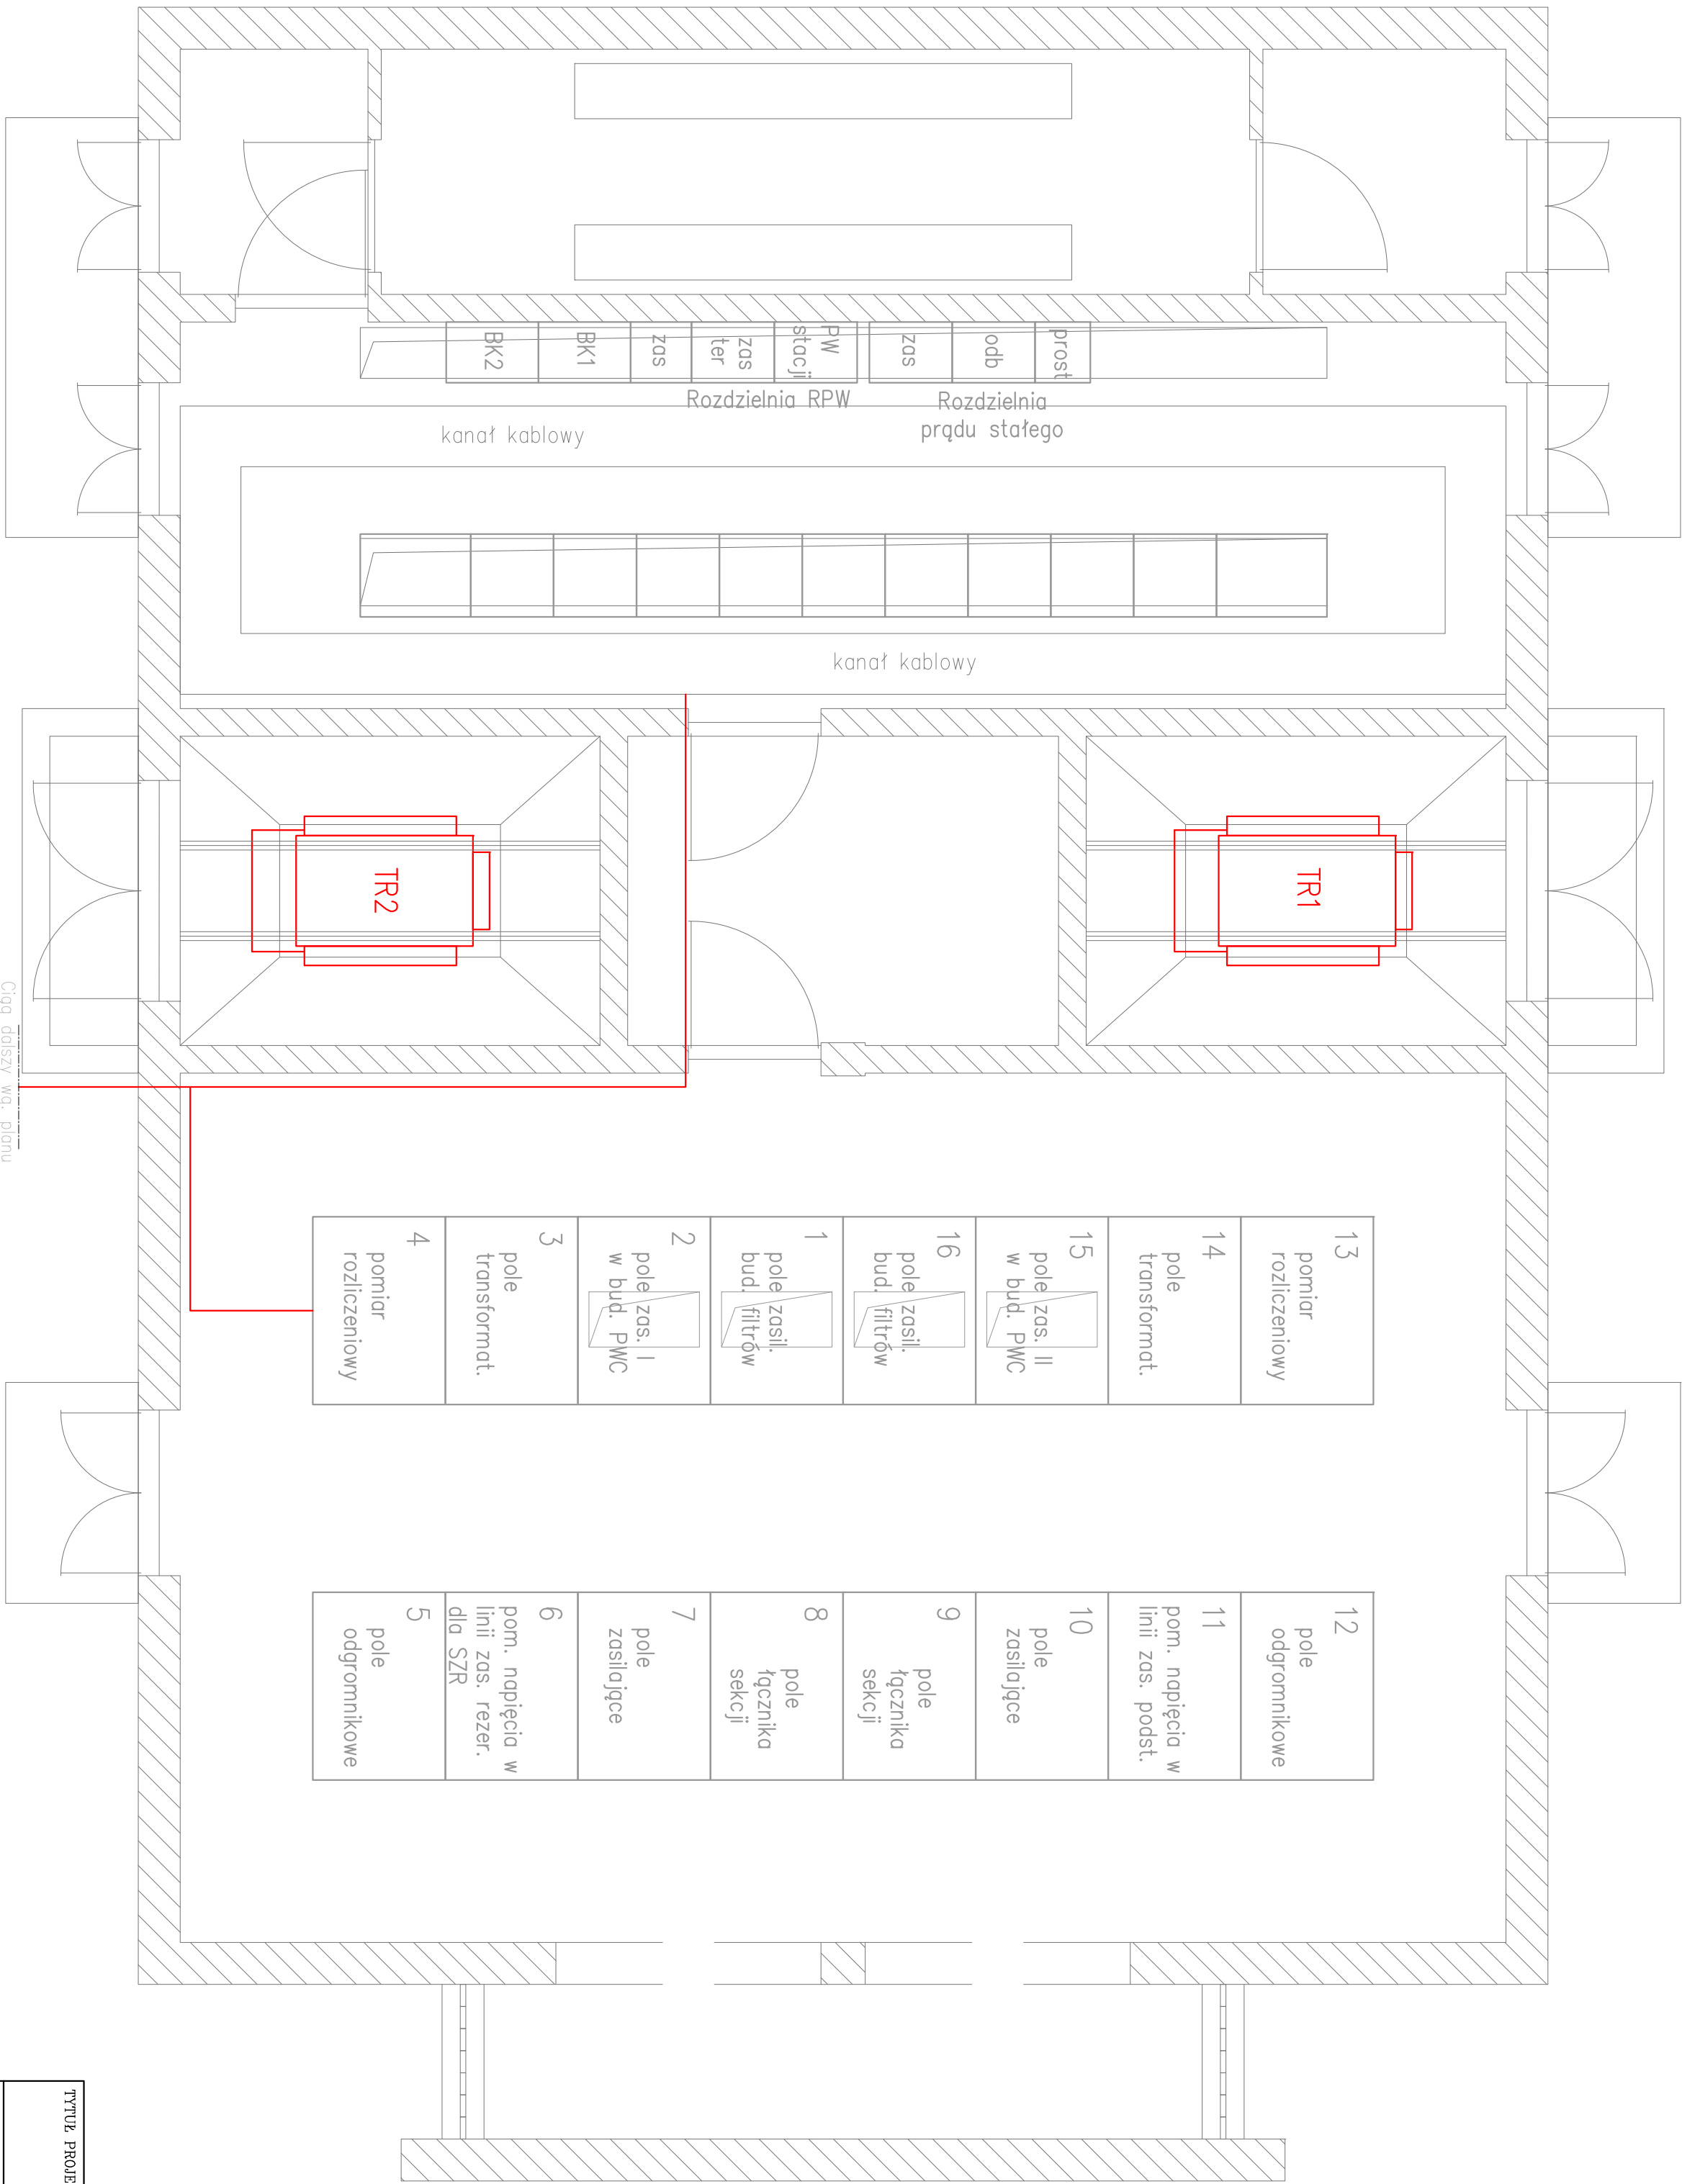 BK2
BK1
zas
zas
ter
PW
stacji
zas
odb
prost
Rozdzielnia RPW
Rozdzielnia
prądu stałego
kanał kablowy
kanał kablowy
TR2
TR1
Ciąg dalszy wg. planu
4
pomiar
rozliczeniowy
3
pole
transformat.
2
pole zas. I
w bud. PWC
1
pole zasil.
bud. filtrów
16
pole zasil.
bud. filtrów
15
pole zas. II
w bud. PWC
14
pole
transformat.
13
pomiar
rozliczeniowy
5
pole
odgromnikowe
6
pom. napięcia w
linii zas. rezer.
dla SZR
7
pole
zasilające
8
pole
łącznika
sekcji
9
pole
łącznika
sekcji
10
pole
zasilające
11
pom. napięcia w
linii zas. podst.
12
pole
odgromnikowe
TYTUŁ PROJE